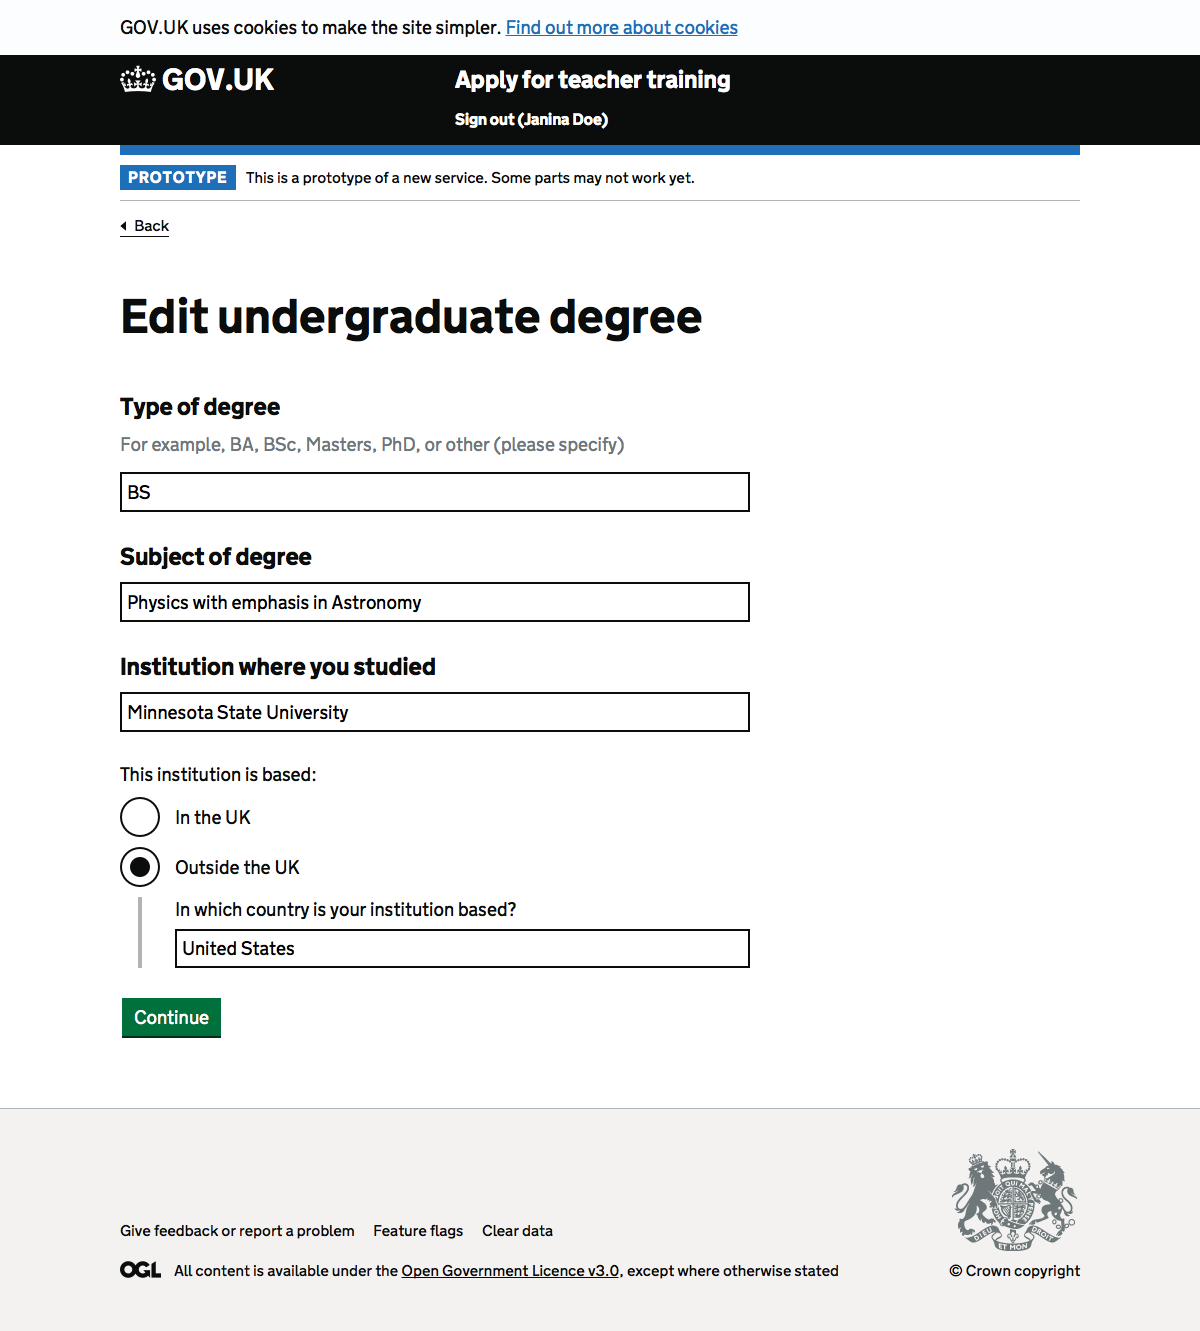 GOV.UK uses cookies to make the site simpler. Find out more about cookies
GOV.UK
Apply for teacher training
Sign out (Janina Doe)
PROTOTYPE This is a prototype of a new service. Some parts may not work yet.
Back
Edit undergraduate degree
Type of degree
For example, BA, BSc, Masters, PhD, or other (please specify)
BS
Subject of degree
Physics with emphasis in Astronomy
Institution where you studied
Minnesota State University
This institution is based:
In the UK
Outside the UK
In which country is your institution based?
United States
Continue
Give feedback or report a problem Feature flags Clear data
DIEU ET MON DROIT
OGL All content is available under the Open Government Licence v3.0, except where otherwise stated
© Crown copyright